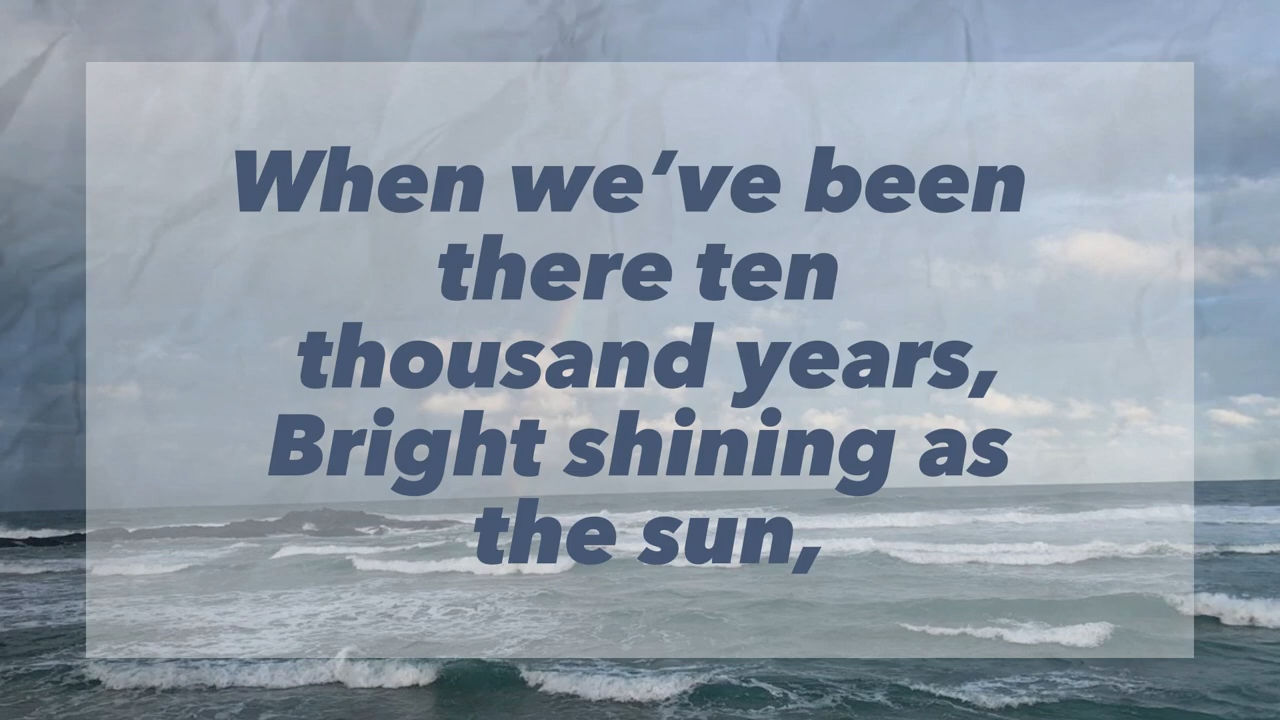 When we’ve been
there ten
thousand years,
Bright shining as
the sun,